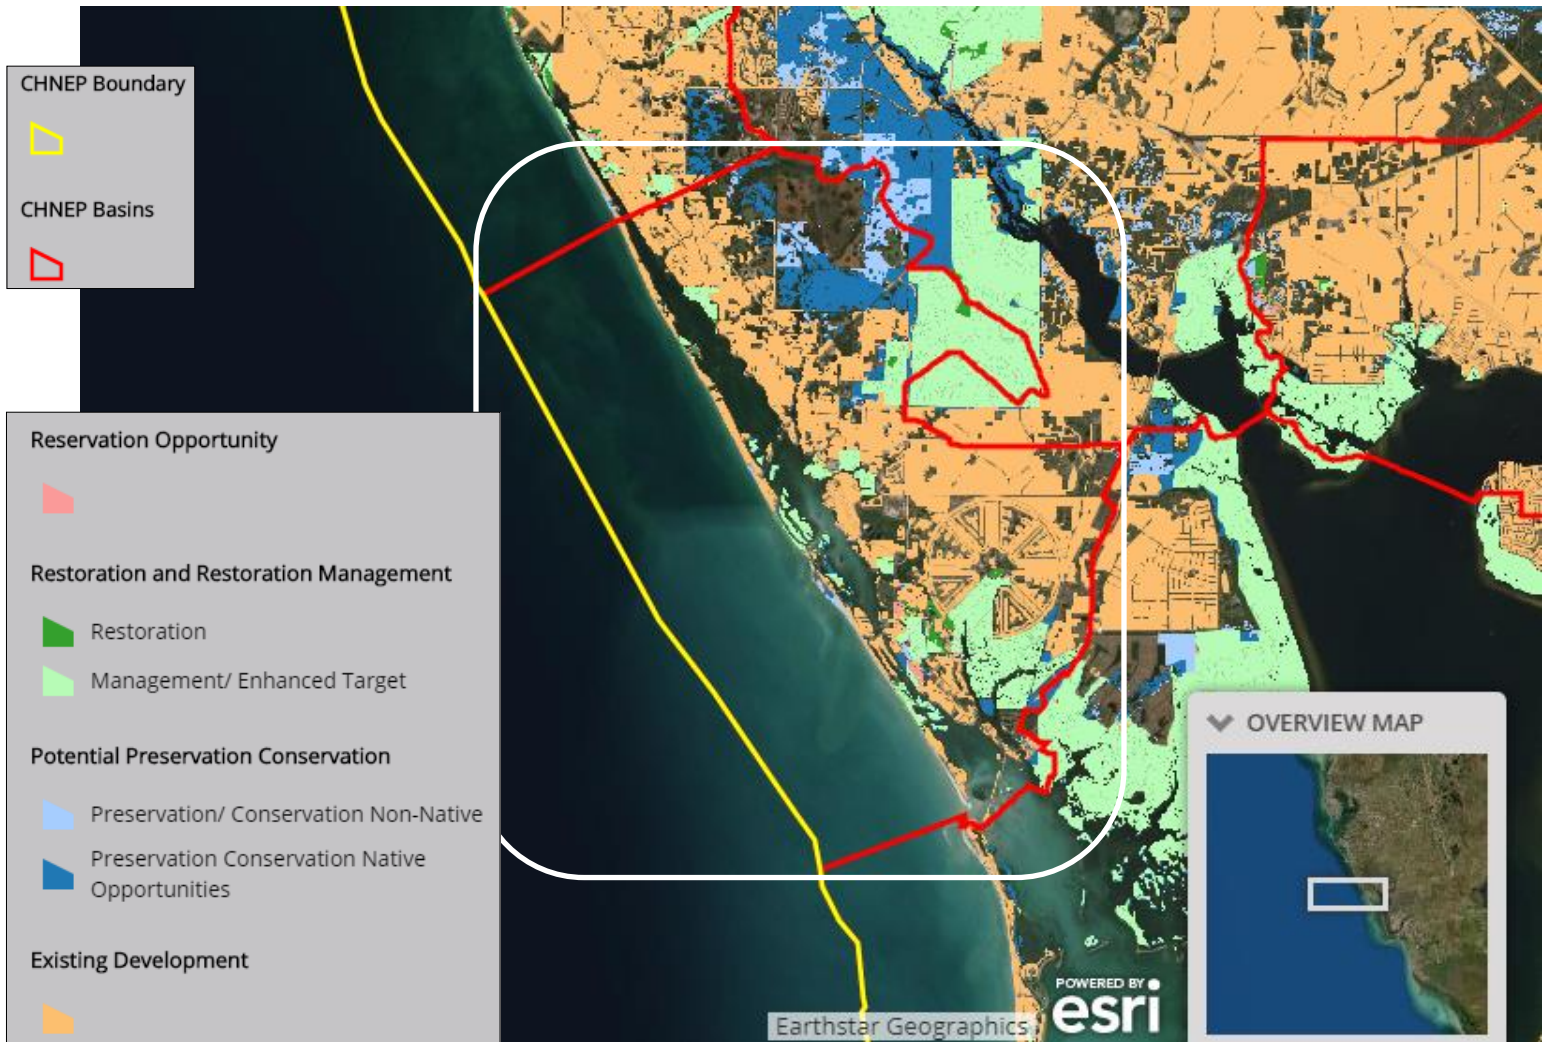 CHNEP Boundary
CHNEP Basins
Reservation Opportunity
Restoration and Restoration Management
Restoration
Management/ Enhanced Target
Potential Preservation Conservation
Preservation/ Conservation Non-Native
Preservation Conservation Native
Opportunities
Existing Development
OVERVIEW MAP
POWERED BY
esri
Earthstar Geographics